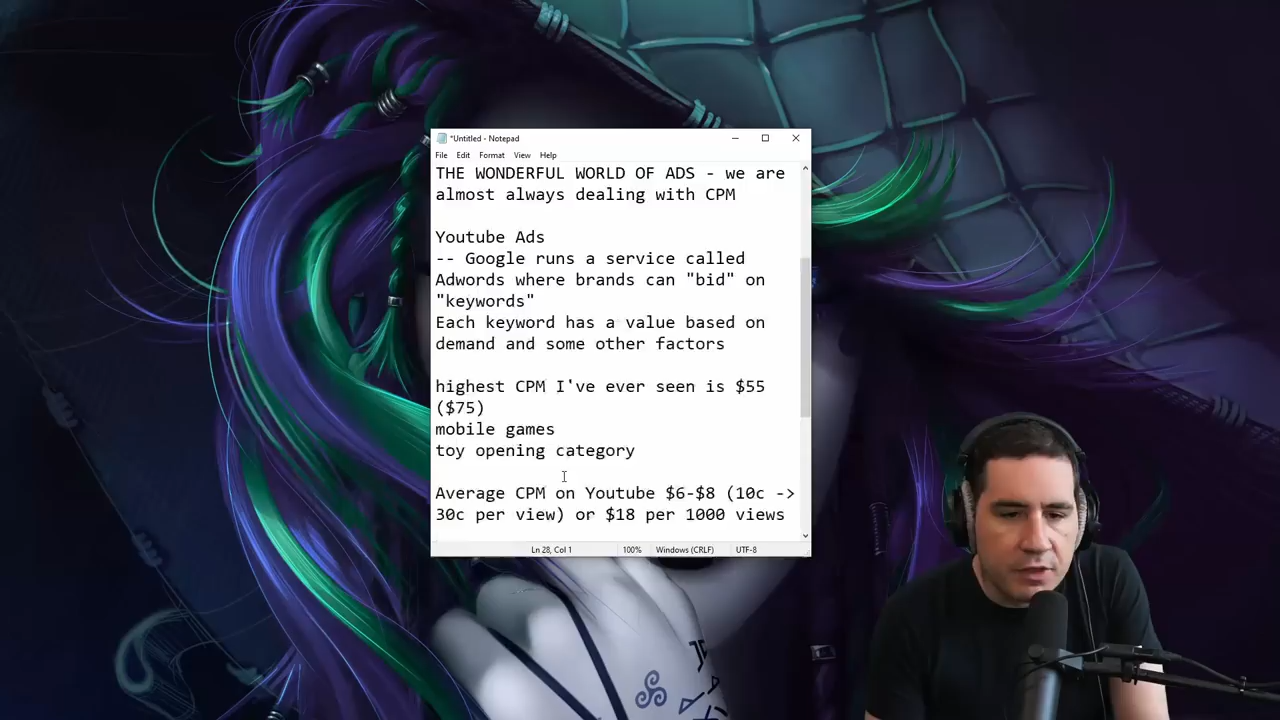 *Untitled - Notepad
File Edit Format View Help
THE WONDERFUL WORLD OF ADS - we are
almost always dealing with CPM
Youtube Ads
-- Google runs a service called
Adwords where brands can "bid" on
"keywords"
Each keyword has a value based on
demand and some other factors
highest CPM I've ever seen is $55
($75)
mobile games
toy opening category
Average CPM on Youtube $6-$8 (10c ->
30c per view) or $18 per 1000 views
Ln 28, Col 1 100% Windows (CRLF) UTF-8